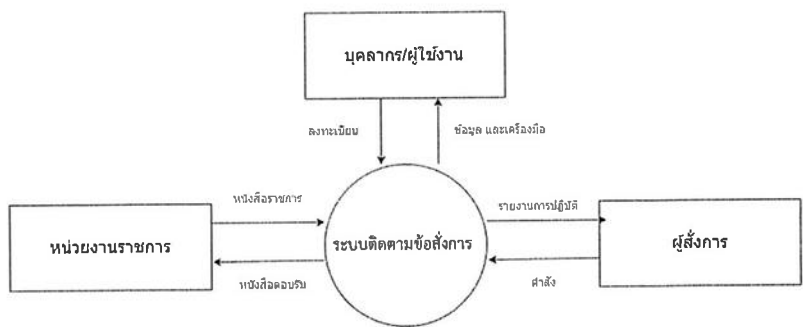 บุคลากร/ผู้ใช้งาน
ลงทะเบียน
ข้อมูล และเครื่องมือ
หนังสือราชการ
รายงานการปฏิบัติ
หน่วยงานราชการ
ระบบติดตามข้อสั่งการ
ผู้สั่งการ
หนังสือตอบรับ
คำสั่ง